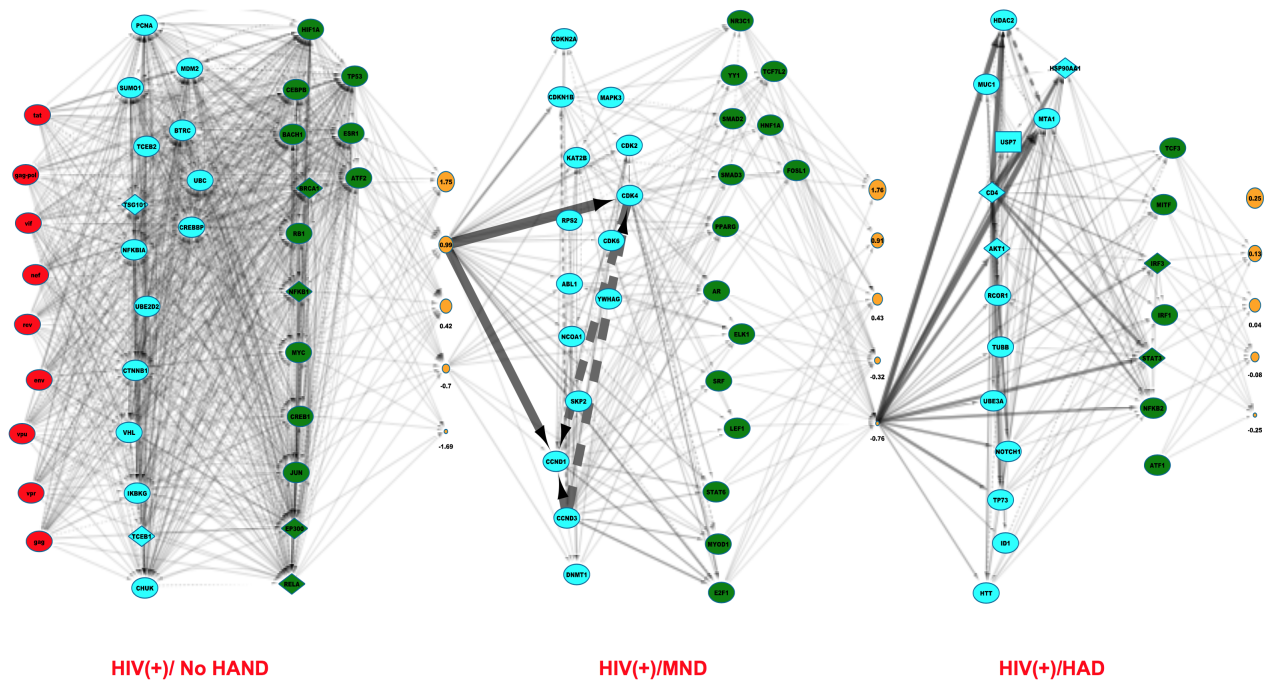 PCNA
HIF1A
MDM2
TP53
SUMO1
CEBPB
tat
BTRC
BACH1
ESR1
TCEB2
gag-pol
UBC
BRCA1
ATF2
TSG101
vif
CREBBP
RB1
NFKBIA
nef
NFKB1
UBE2D2
rev
MYC
CTNNB1
env
CREB1
VHL
vpu
JUN
IKBKG
vpr
EP300
TCEB1
gag
CHUK
RELA
1.75
0.99
0.42
-0.7
-1.69
HIV(+)/ No HAND
NR3C1
CDKN2A
YY1
TCF7L2
CDKN1B
MAPK3
SMAD2
HNF1A
CDK2
KAT2B
SMAD3
FOSL1
CDK4
RPS2
PPARG
CDK6
ABL1
YWHAG
AR
NCOA1
ELK1
SRF
SKP2
LEF1
CCND1
STAT6
CCND3
MYOD1
DNMT1
E2F1
1.76
0.91
0.43
-0.32
-0.76
HIV(+)/MND
HDAC2
HSP90AA1
MUC1
MTA1
USP7
TCF3
CD4
MITF
AKT1
IRF3
RCOR1
IRF1
TUBB
STAT3
UBE3A
NFKB2
NOTCH1
ATF1
TP73
ID1
HTT
0.25
0.13
0.04
-0.08
-0.25
HIV(+)/HAD